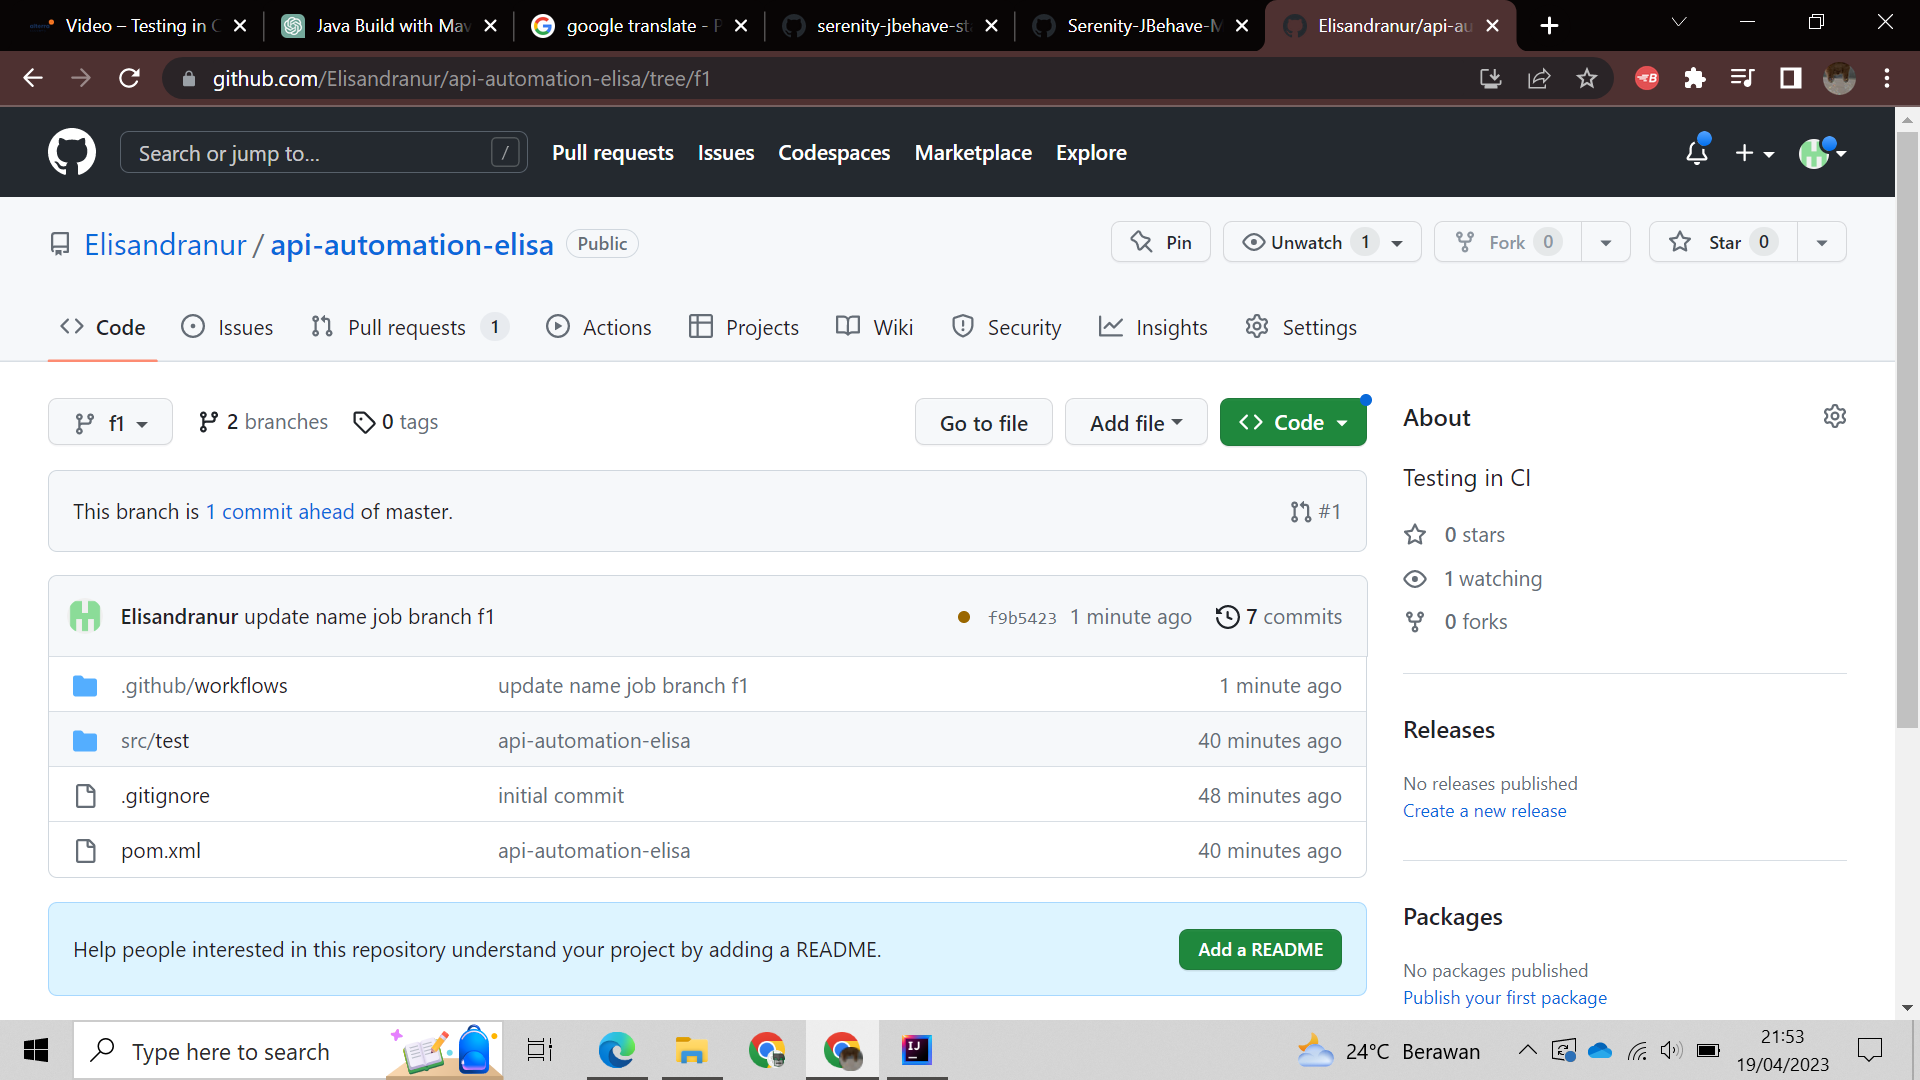 Video – Testing in C
Java Build with Mav
google translate - P
serenity-jbehave-st
Serenity-JBehave-M
Elisandranur/api-au
github.com/Elisandranur/api-automation-elisa/tree/f1
Search or jump to...
/
Pull requests
Issues
Codespaces
Marketplace
Explore
Elisandranur / api-automation-elisa
Public
Pin
Unwatch 1
Fork 0
Star 0
Code
Issues
Pull requests 1
Actions
Projects
Wiki
Security
Insights
Settings
f1
2 branches
0 tags
Go to file
Add file
Code
This branch is 1 commit ahead of master.
#1
Elisandranur update name job branch f1
f9b5423
1 minute ago
7 commits
.github/workflows
update name job branch f1
1 minute ago
src/test
api-automation-elisa
40 minutes ago
.gitignore
initial commit
48 minutes ago
pom.xml
api-automation-elisa
40 minutes ago
Help people interested in this repository understand your project by adding a README.
Add a README
About
Testing in CI
0 stars
1 watching
0 forks
Releases
No releases published
Create a new release
Packages
No packages published
Publish your first package
Type here to search
IJ
24°C Berawan
21:53
19/04/2023